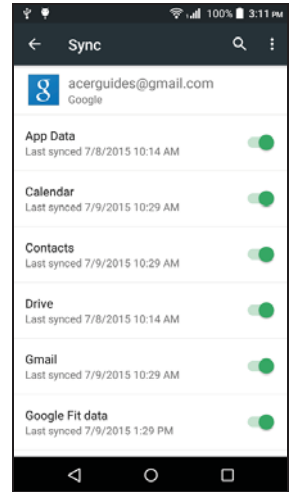 100% 3:11 PM
Sync
8 acerguides@gmail.com
Google
App Data
Last synced 7/8/2015 10:14 AM
Calendar
Last synced 7/9/2015 10:29 AM
Contacts
Last synced 7/9/2015 10:29 AM
Drive
Last synced 7/8/2015 10:14 AM
Gmail
Last synced 7/9/2015 10:29 AM
Google Fit data
Last synced 7/9/2015 1:29 PM